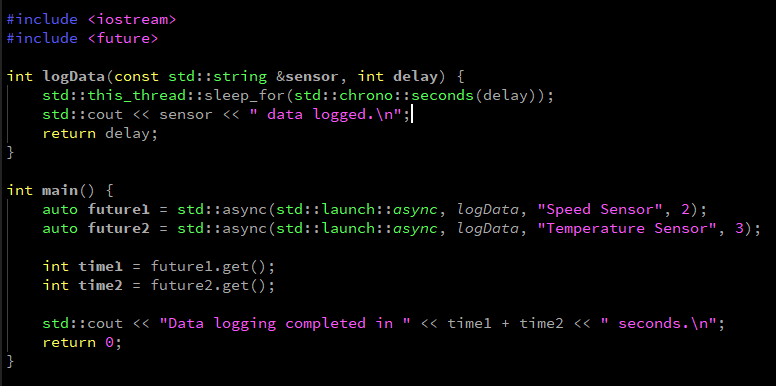 #include <iostream>
#include <future>
int logData(const std::string &sensor, int delay) {
std::this_thread::sleep_for(std::chrono::seconds(delay));
std::cout << sensor << " data logged.\n";
return delay;
}
int main() {
auto future1 = std::async(std::launch::async, logData, "Speed Sensor", 2);
auto future2 = std::async(std::launch::async, logData, "Temperature Sensor", 3);
int time1 = future1.get();
int time2 = future2.get();
std::cout << "Data logging completed in " << time1 + time2 << " seconds.\n";
return 0;
}